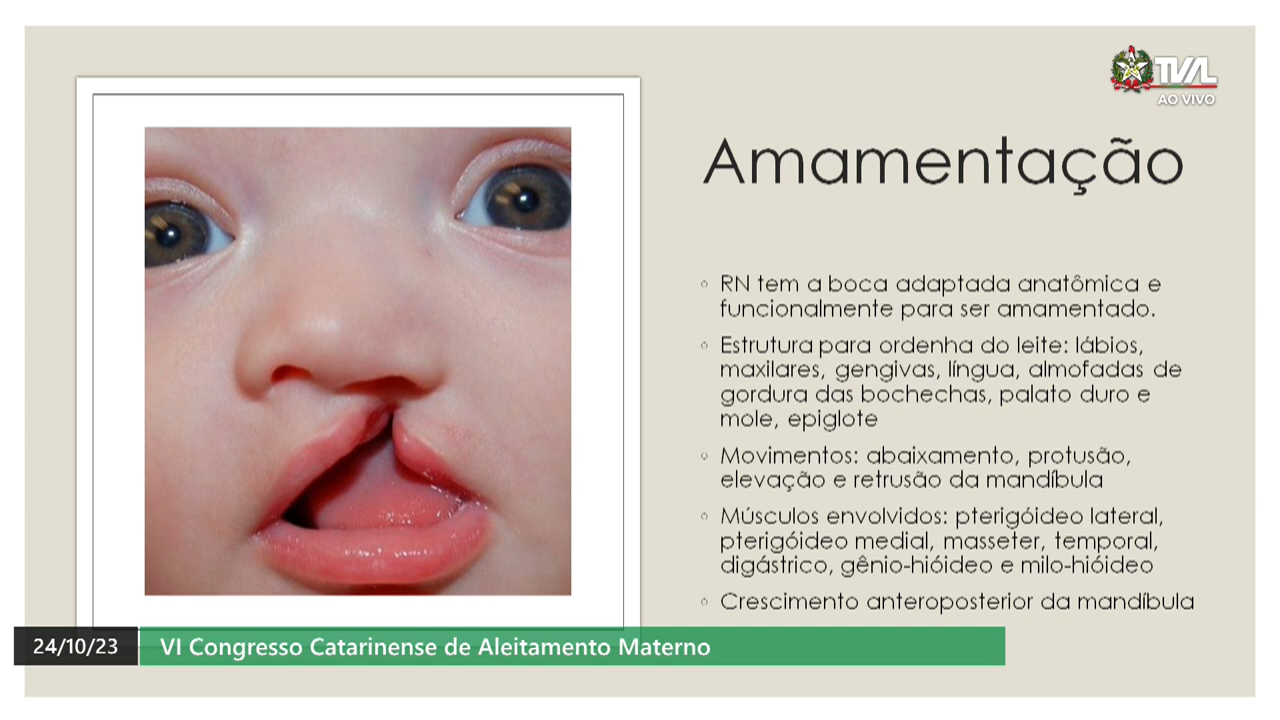 TVAL
AO VIVO
Amamentação
RN tem a boca adaptada anatômica e
funcionalmente para ser amamentado.
Estrutura para ordenha do leite: lábios,
maxilares, gengivas, língua, almofadas de
gordura das bochechas, palato duro e
mole, epiglote
Movimentos: abaixamento, protusão,
elevação e retrusão da mandíbula
Músculos envolvidos: pterigóideo lateral,
pterigóideo medial, masseter, temporal,
digástrico, gênio-hióideo e milo-hióideo
Crescimento anteroposterior da mandíbula
24/10/23 VI Congresso Catarinense de Aleitamento Materno